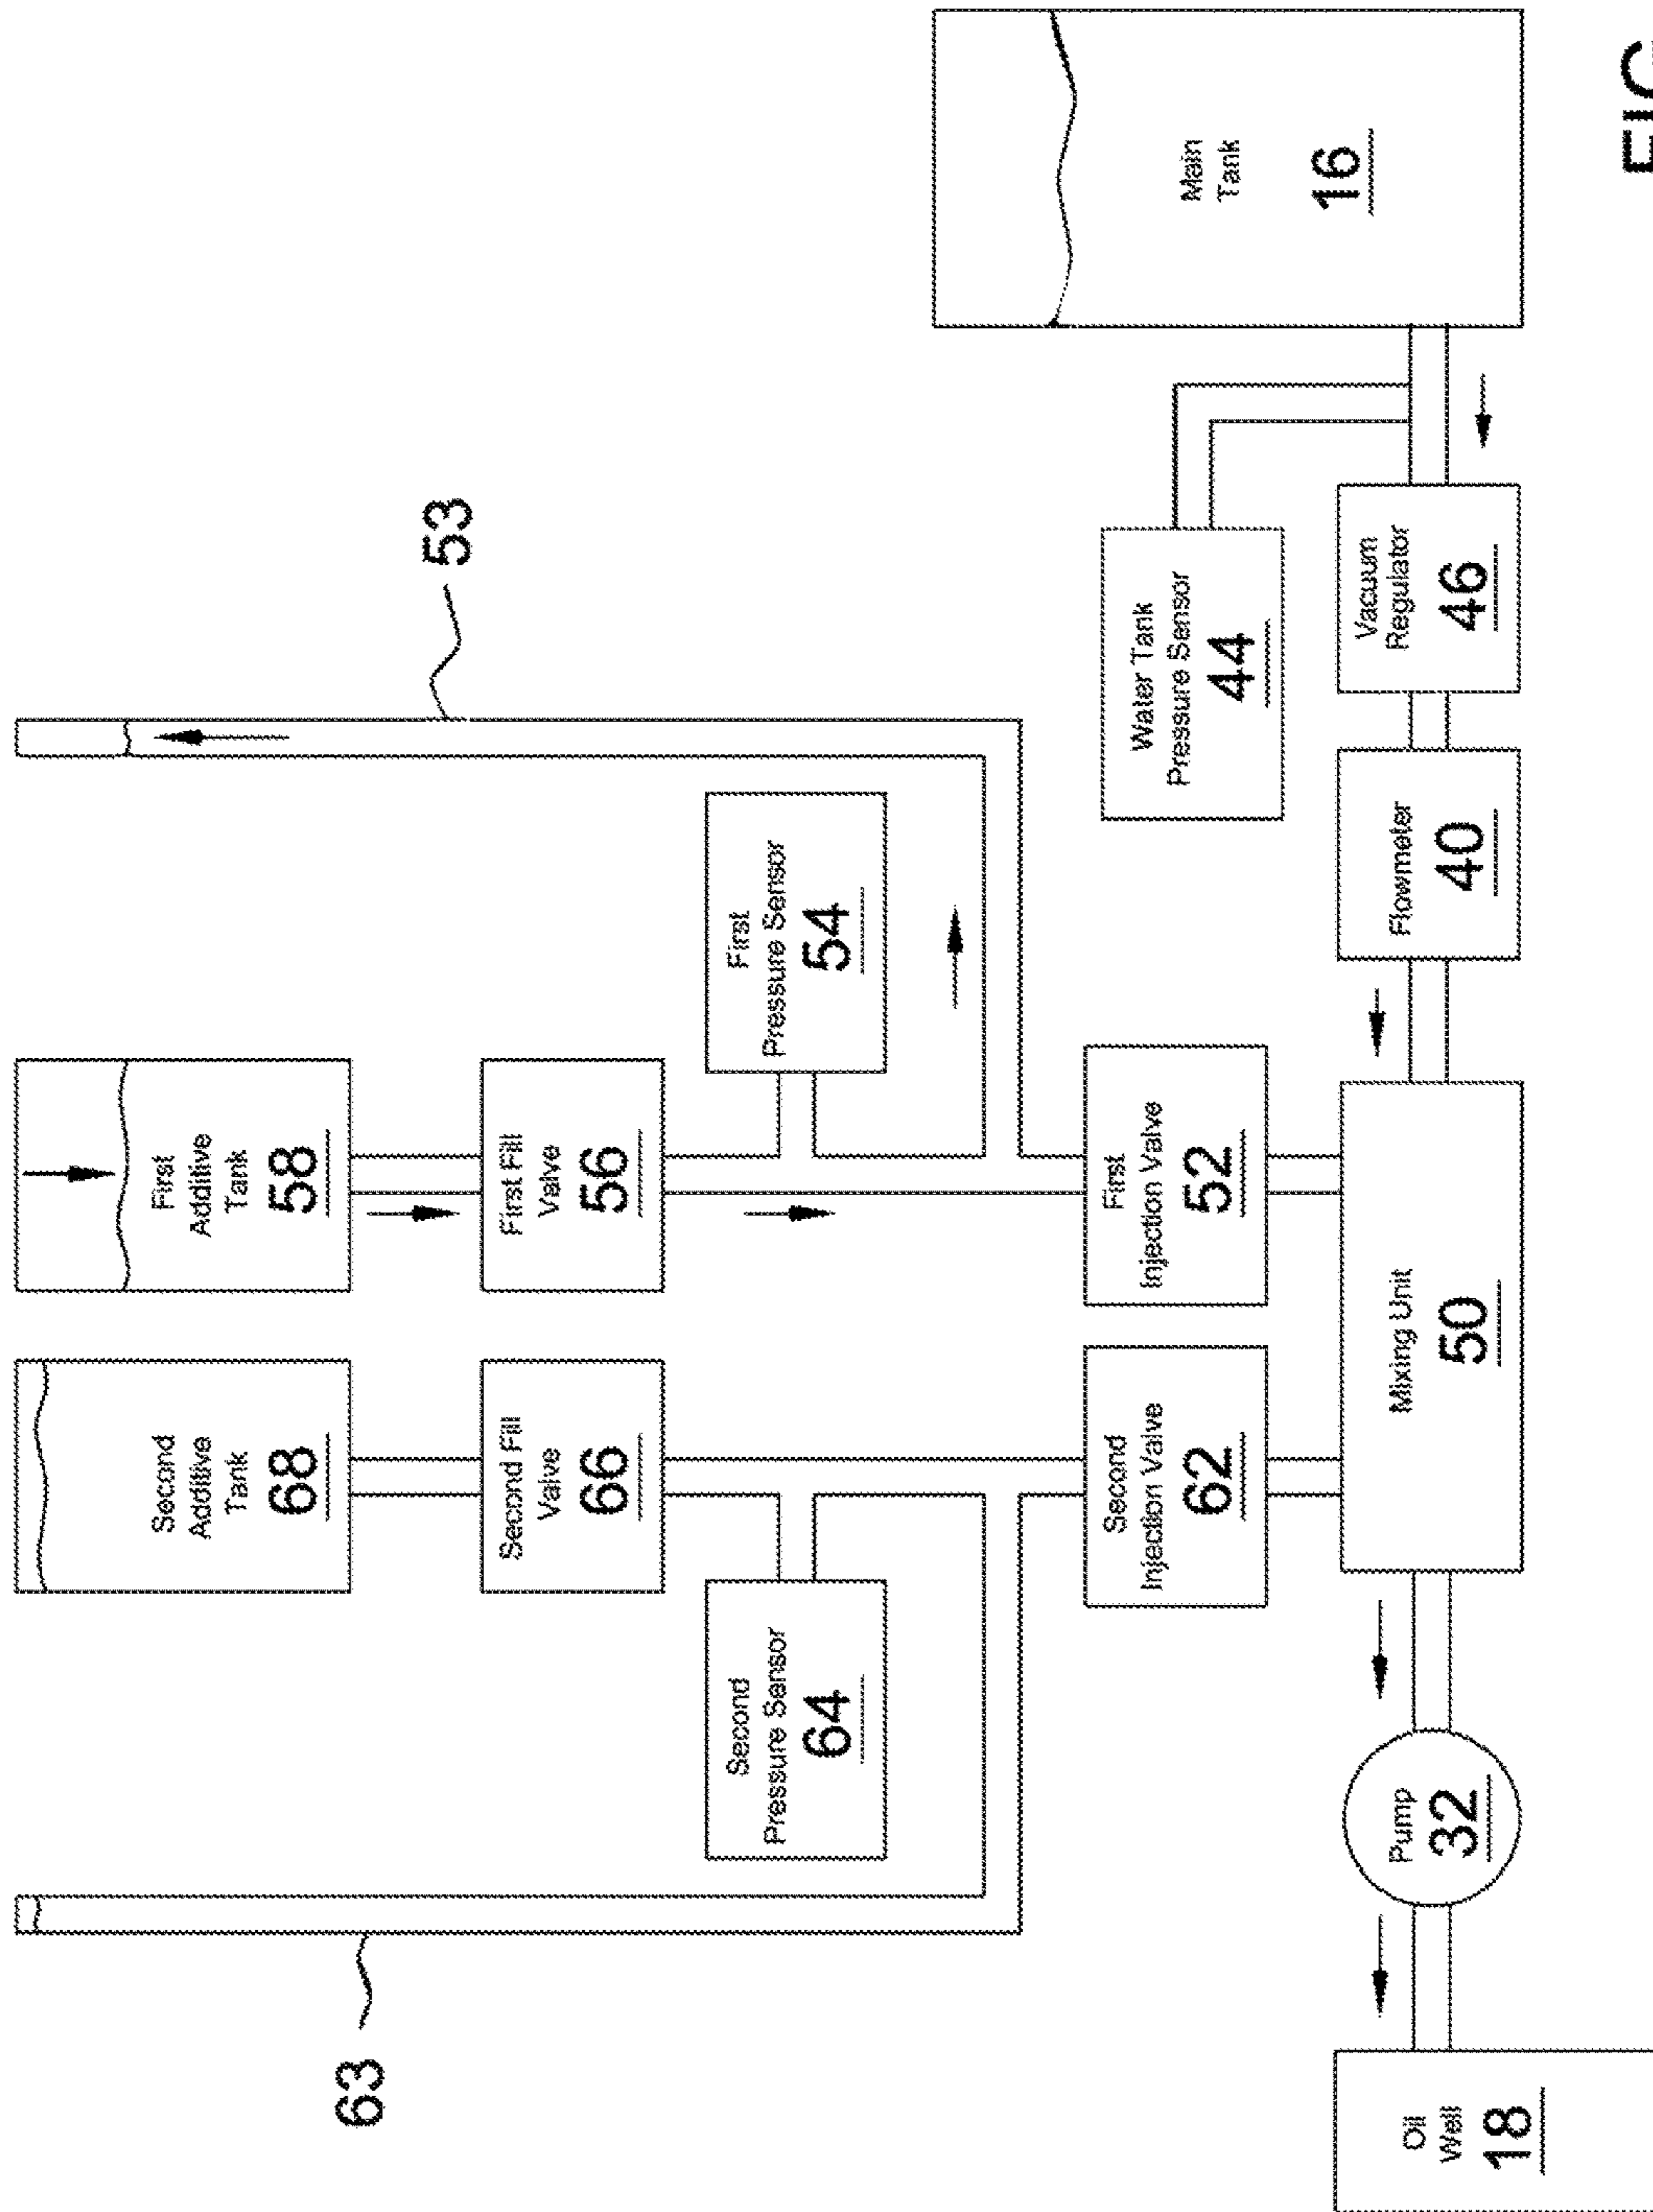 63
53
Second
Additive
Tank
68
First
Additive
Tank
58
Second Fill
Valve
66
First Fill
Valve
56
Second
Pressure Sensor
64
First
Pressure Sensor
54
Second
Injection Valve
62
First
Injection Valve
52
Water Tank
Pressure Sensor
44
Main
Tank
16
Oil
Well
18
Pump
32
Mixing Unit
50
Flowmeter
40
Vacuum
Regulator
46
FIG